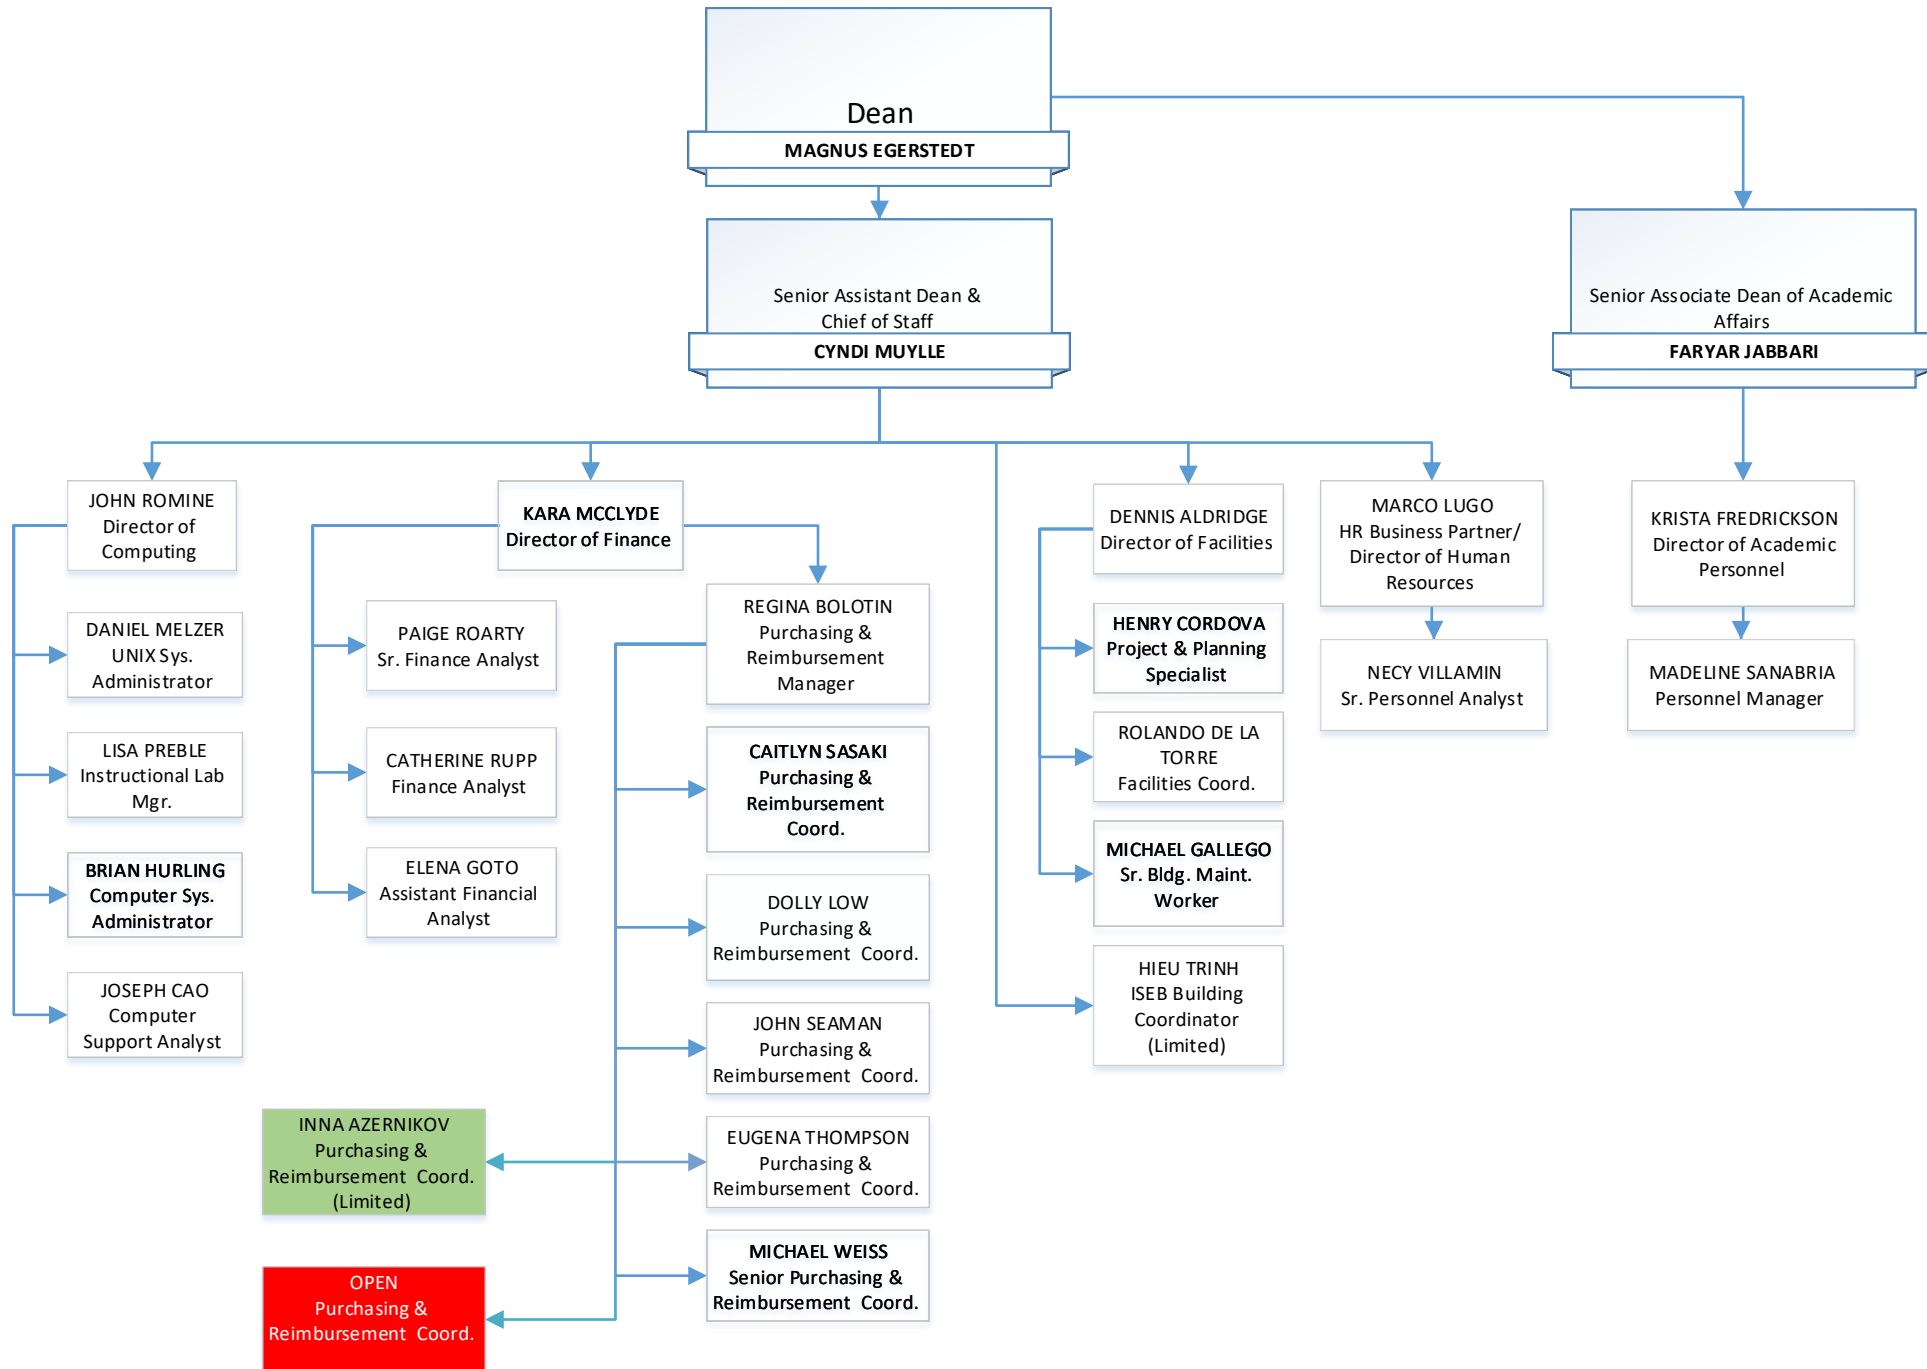 Dean
MAGNUS EGERSTEDT
Senior Assistant Dean &
Chief of Staff
CYNDI MUYLLE
Senior Associate Dean of Academic
Affairs
FARYAR JABBARI
JOHN ROMINE
Director of
Computing
DANIEL MELZER
UNIX Sys.
Administrator
LISA PREBLE
Instructional Lab
Mgr.
BRIAN HURLING
Computer Sys.
Administrator
JOSEPH CAO
Computer
Support Analyst
KARA MCCLYDE
Director of Finance
PAIGE ROARTY
Sr. Finance Analyst
CATHERINE RUPP
Finance Analyst
ELENA GOTO
Assistant Financial
Analyst
REGINA BOLOTIN
Purchasing &
Reimbursement
Manager
CAITLYN SASAKI
Purchasing &
Reimbursement
Coord.
DOLLY LOW
Purchasing &
Reimbursement Coord.
JOHN SEAMAN
Purchasing &
Reimbursement Coord.
INNA AZERNIKOV
Purchasing &
Reimbursement Coord.
(Limited)
EUGENA THOMPSON
Purchasing &
Reimbursement Coord.
OPEN
Purchasing &
Reimbursement Coord.
MICHAEL WEISS
Senior Purchasing &
Reimbursement Coord.
DENNIS ALDRIDGE
Director of Facilities
HENRY CORDOVA
Project & Planning
Specialist
ROLANDO DE LA
TORRE
Facilities Coord.
MICHAEL GALLEGO
Sr. Bldg. Maint.
Worker
HIEU TRINH
ISEB Building
Coordinator
(Limited)
MARCO LUGO
HR Business Partner/
Director of Human
Resources
NECY VILLAMIN
Sr. Personnel Analyst
KRISTA FREDRICKSON
Director of Academic
Personnel
MADELINE SANABRIA
Personnel Manager